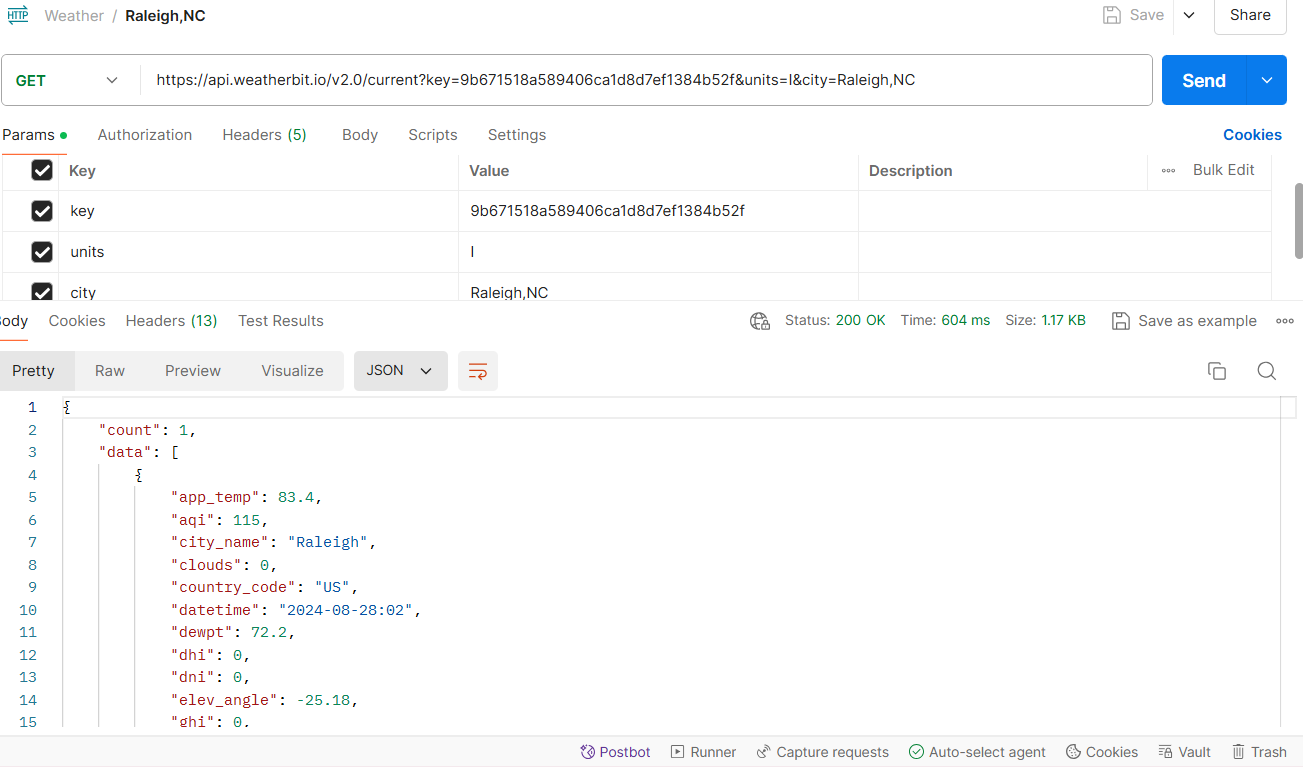 HTTP Weather / Raleigh,NC Save Share
GET https://api.weatherbit.io/v2.0/current?key=9b671518a589406ca1d8d7ef1384b52f&units=I&city=Raleigh,NC Send
Params Authorization Headers (5) Body Scripts Settings Cookies
Key Value Description Bulk Edit
key 9b671518a589406ca1d8d7ef1384b52f
units I
city Raleigh,NC
ody Cookies Headers (13) Test Results Status: 200 OK Time: 604 ms Size: 1.17 KB Save as example
Pretty Raw Preview Visualize JSON
1 {
2 "count": 1,
3 "data": [
4 {
5 "app_temp": 83.4,
6 "aqi": 115,
7 "city_name": "Raleigh",
8 "clouds": 0,
9 "country_code": "US",
10 "datetime": "2024-08-28:02",
11 "dewpt": 72.2,
12 "dhi": 0,
13 "dni": 0,
14 "elev_angle": -25.18,
15 "ghi": 0,
Postbot Runner Capture requests Auto-select agent Cookies Vault Trash